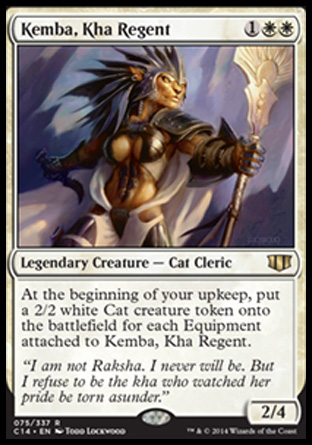 Kemba, Kha Regent 1
Legendary Creature — Cat Cleric
At the beginning of your upkeep, put
a 2/2 white Cat creature token onto
the battlefield for each Equipment
attached to Kemba, Kha Regent.
“I am not Raksha. I never will be. But
I refuse to be the kha who watched her
pride be torn asunder.”
2/4
075/337 R
C14 • EN Todd Lockwood
™ & © 2014 Wizards of the Coast